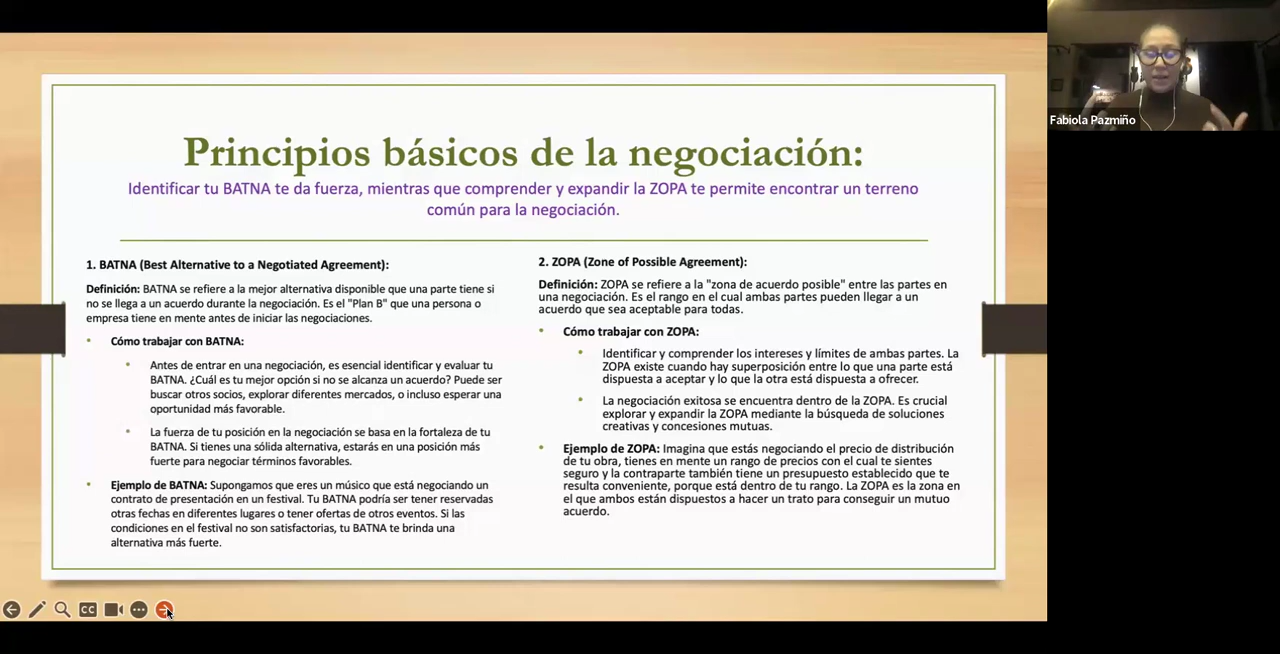 Principios básicos de la negociación:
Identificar tu BATNA te da fuerza, mientras que comprender y expandir la ZOPA te permite encontrar un terreno
común para la negociación.
1. BATNA (Best Alternative to a Negotiated Agreement):
Definición: BATNA se refiere a la mejor alternativa disponible que una parte tiene si
no se llega a un acuerdo durante la negociación. Es el "Plan B" que una persona o
empresa tiene en mente antes de iniciar las negociaciones.
Cómo trabajar con BATNA:
Antes de entrar en una negociación, es esencial identificar y evaluar tu
BATNA. ¿Cuál es tu mejor opción si no se alcanza un acuerdo? Puede ser
buscar otros socios, explorar diferentes mercados, o incluso esperar una
oportunidad más favorable.
La fuerza de tu posición en la negociación se basa en la fortaleza de tu
BATNA. Si tienes una sólida alternativa, estarás en una posición más
fuerte para negociar términos favorables.
Ejemplo de BATNA: Supongamos que eres un músico que está negociando un
contrato de presentación en un festival. Tu BATNA podría ser tener reservadas
otras fechas en diferentes lugares o tener ofertas de otros eventos. Si las
condiciones en el festival no son satisfactorias, tu BATNA te brinda una
alternativa más fuerte.
2. ZOPA (Zone of Possible Agreement):
Definición: ZOPA se refiere a la "zona de acuerdo posible" entre las partes en
una negociación. Es el rango en el cual ambas partes pueden llegar a un
acuerdo que sea aceptable para todas.
Cómo trabajar con ZOPA:
Identificar y comprender los intereses y límites de ambas partes. La
ZOPA existe cuando hay superposición entre lo que una parte está
dispuesta a aceptar y lo que la otra está dispuesta a ofrecer.
La negociación exitosa se encuentra dentro de la ZOPA. Es crucial
explorar y expandir la ZOPA mediante la búsqueda de soluciones
creativas y concesiones mutuas.
Ejemplo de ZOPA: Imagina que estás negociando el precio de distribución
de tu obra, tienes en mente un rango de precios con el cual te sientes
seguro y la contraparte también tiene un presupuesto establecido que te
resulta conveniente, porque está dentro de tu rango. La ZOPA es la zona en
el que ambos están dispuestos a hacer un trato para conseguir un mutuo
acuerdo.
Fabiola Pazmiño
CC